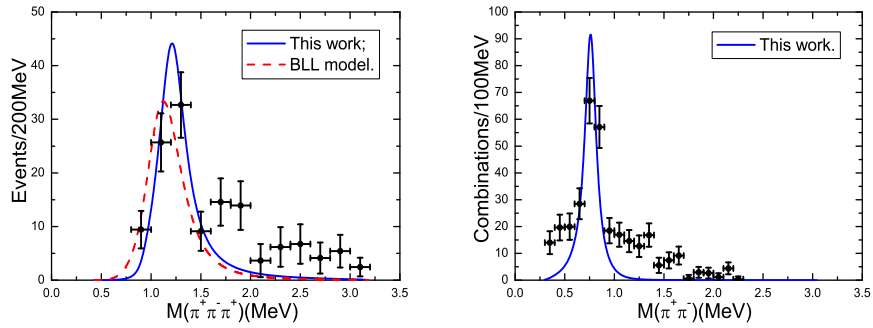 50
40
30
20
10
0
Events/200MeV
This work;
BLL model.
0.0 0.5 1.0 1.5 2.0 2.5 3.0 3.5
M(π⁺π⁻π⁺)(MeV)
100
90
80
70
60
50
40
30
20
10
0
Combinations/100MeV
This work.
0.0 0.5 1.0 1.5 2.0 2.5 3.0 3.5
M(π⁺π⁻)(MeV)